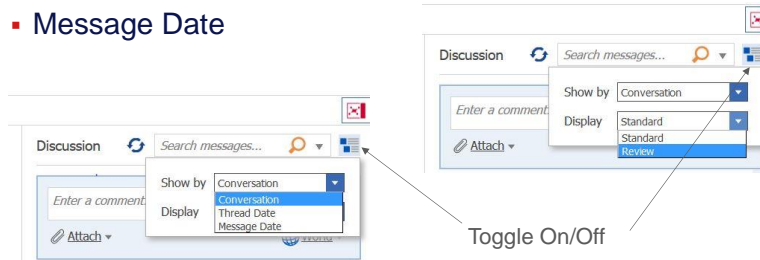 ▪ Message Date
Discussion Search messages...
Show by Conversation
Enter a comment
Display Standard
Standard
Review
Attach
Discussion Search messages...
Show by Conversation
Conversation
Enter a comment
Display Thread Date
Message Date
Attach
Toggle On/Off